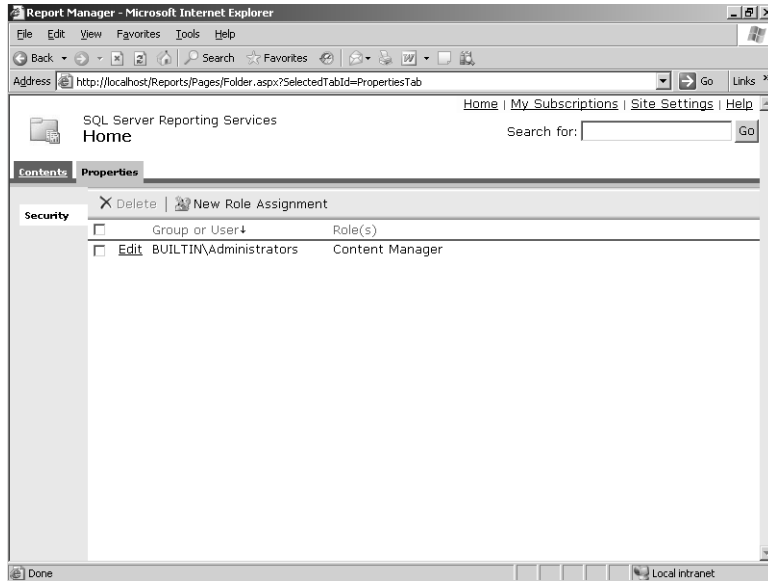 Report Manager - Microsoft Internet Explorer
File Edit View Favorites Tools Help
Back Search Favorites
Address http://localhost/Reports/Pages/Folder.aspx?SelectedTabId=PropertiesTab Go Links »
Home | My Subscriptions | Site Settings | Help
SQL Server Reporting Services
Home
Search for: Go
Contents Properties
Delete | New Role Assignment
Security
Group or User↓ Role(s)
Edit BUILTIN\Administrators Content Manager
Done Local intranet